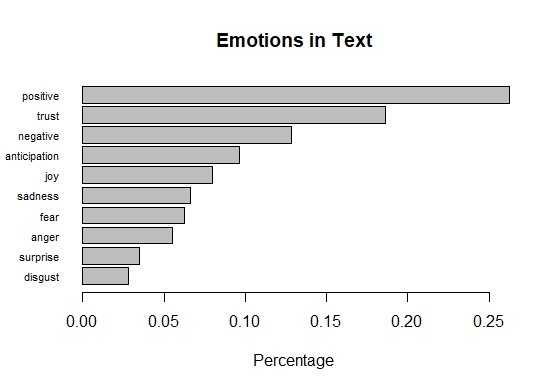 Emotions in Text
positive
trust
negative
anticipation
joy
sadness
fear
anger
surprise
disgust
0.00 0.05 0.10 0.15 0.20 0.25
Percentage